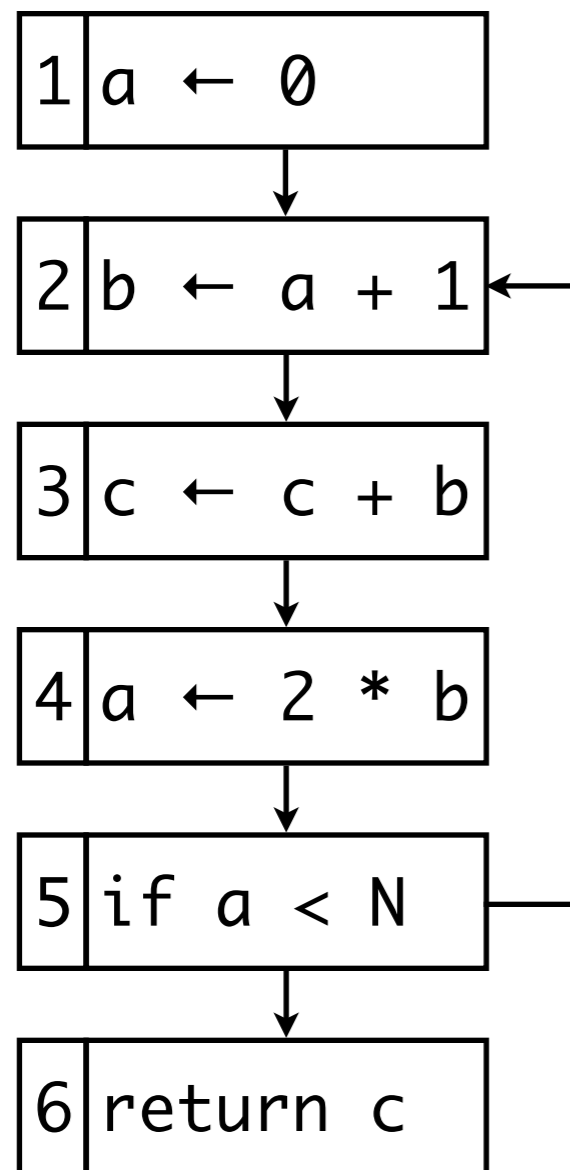 1 a ← 0
2 b ← a + 1
3 c ← c + b
4 a ← 2 * b
5 if a < N
6 return c